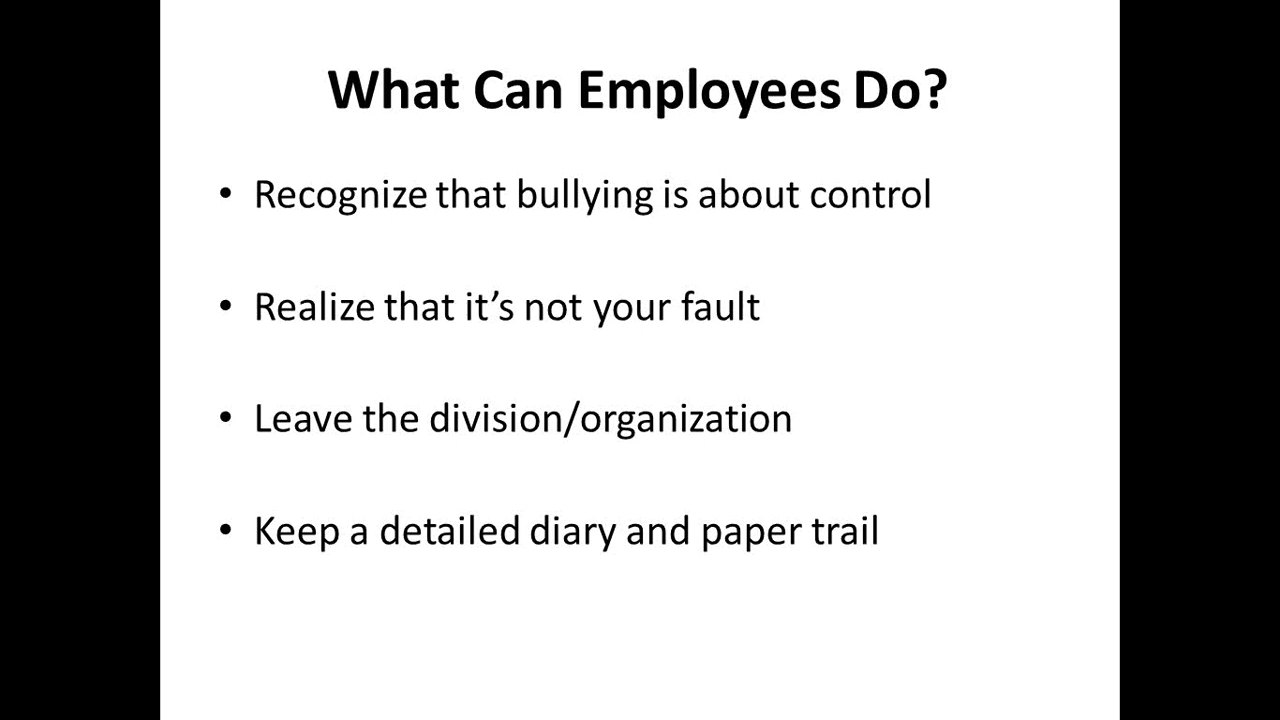 What Can Employees Do?
• Recognize that bullying is about control
• Realize that it’s not your fault
• Leave the division/organization
• Keep a detailed diary and paper trail